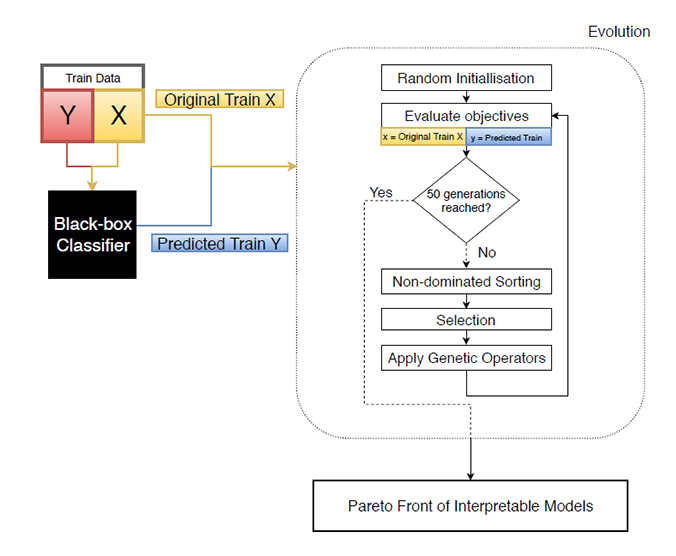 Evolution
Train Data
Y
X
Original Train X
Black-box
Classifier
Predicted Train Y
Random Initiallisation
Evaluate objectives
x = Original Train X
y = Predicted Train
Yes
50 generations
reached?
No
Non-dominated Sorting
Selection
Apply Genetic Operators
Pareto Front of Interpretable Models